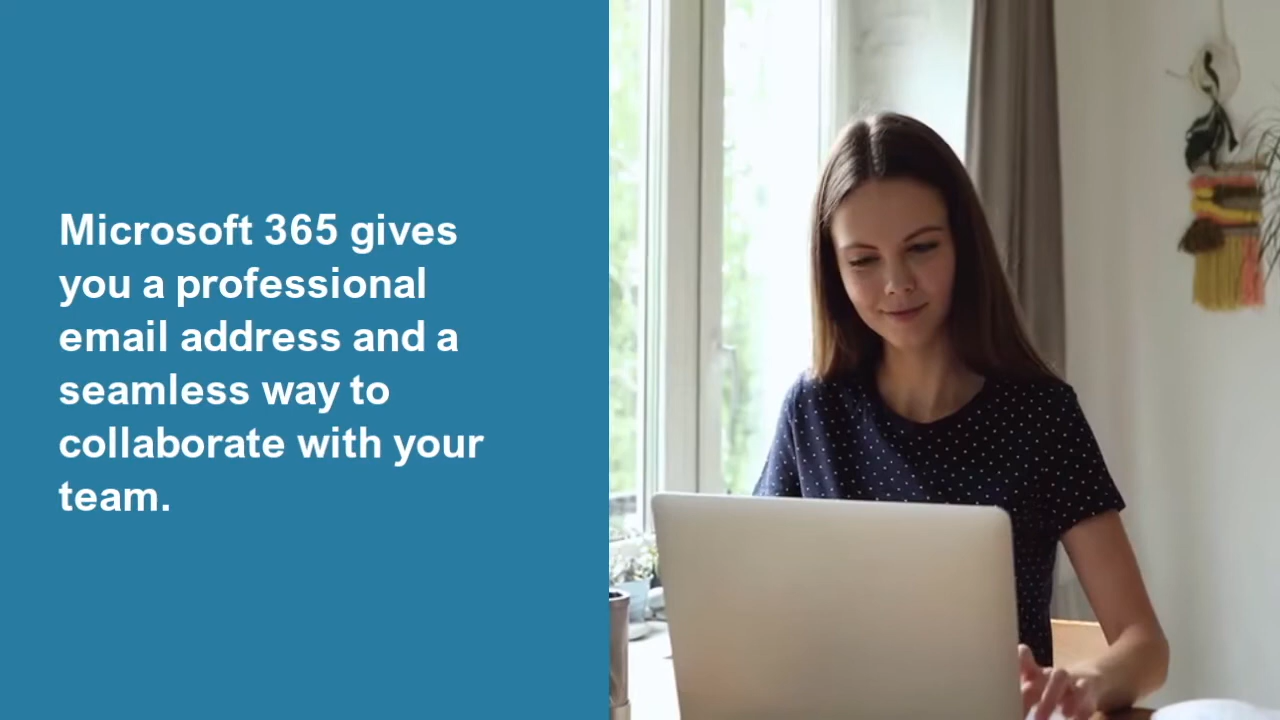 Microsoft 365 gives
you a professional
email address and a
seamless way to
collaborate with your
team.